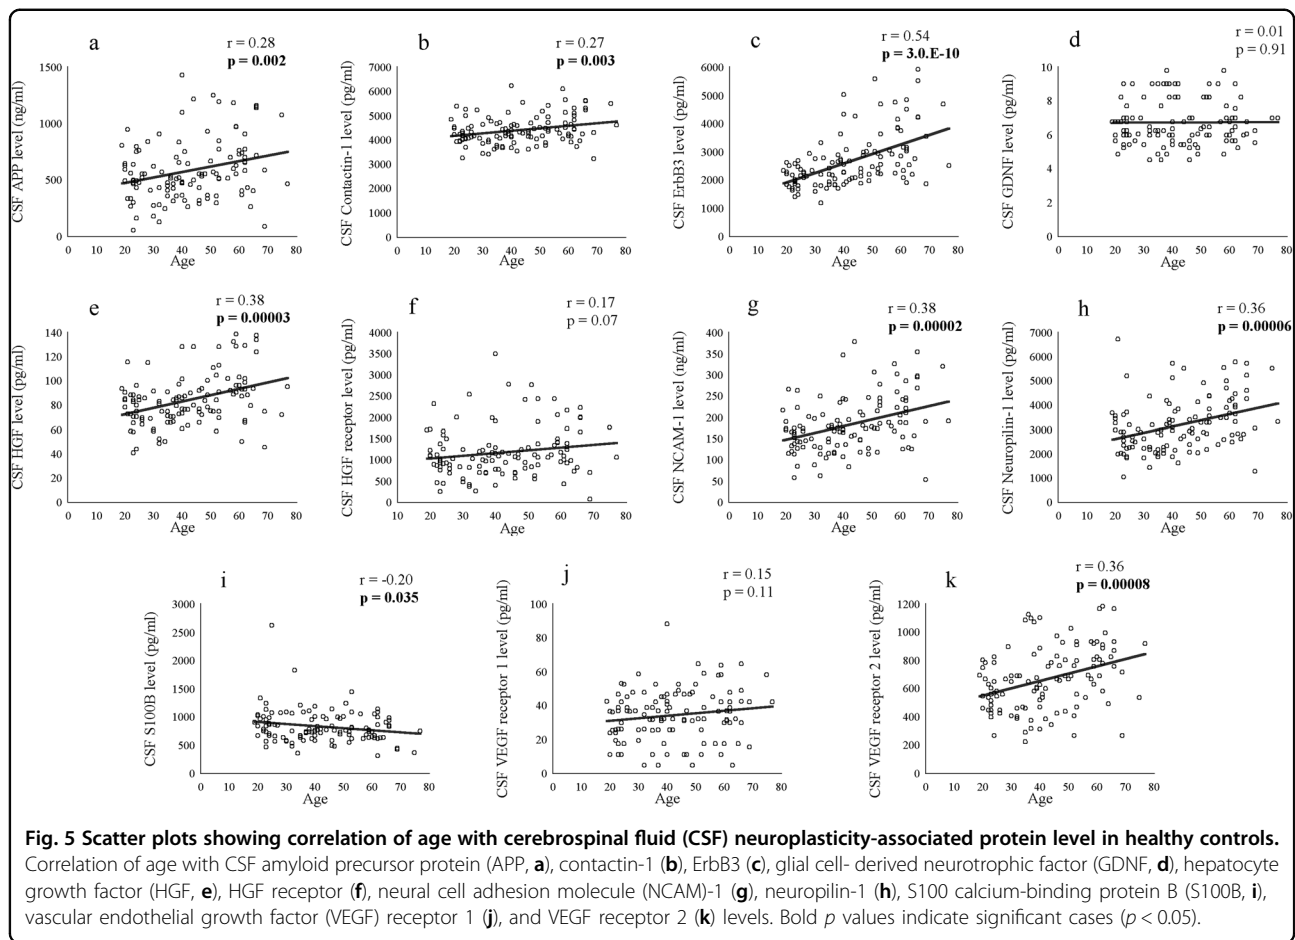 a
r = 0.28
p = 0.002
CSF APP level (ng/ml)
1500
1000
500
0
0 10 20 30 40 50 60 70 80
Age
b
r = 0.27
p = 0.003
CSF Contactin-1 level (pg/ml)
7000
6000
5000
4000
3000
2000
1000
0
0 10 20 30 40 50 60 70 80
Age
c
r = 0.54
p = 3.0.E-10
CSF ErbB3 level (pg/ml)
6000
5000
4000
3000
2000
1000
0
0 10 20 30 40 50 60 70 80
Age
d
r = 0.01
p = 0.91
CSF GDNF level (pg/ml)
10
8
6
4
2
0
0 10 20 30 40 50 60 70 80
Age
e
r = 0.38
p = 0.00003
CSF HGF level (pg/ml)
140
120
100
80
60
40
20
0
0 10 20 30 40 50 60 70 80
Age
f
r = 0.17
p = 0.07
CSF HGF receptor level (pg/ml)
4000
3500
3000
2500
2000
1500
1000
500
0
10 20 30 40 50 60 70 80
Age
g
r = 0.38
p = 0.00002
CSF NCAM-1 level (ng/ml)
400
350
300
250
200
150
100
50
0
0 10 20 30 40 50 60 70 80
Age
h
r = 0.36
p = 0.00006
CSF Neuropilin-1 level (pg/ml)
7000
6000
5000
4000
3000
2000
1000
0
0 10 20 30 40 50 60 70 80
Age
i
r = -0.20
p = 0.035
CSF S100B level (pg/ml)
3000
2500
2000
1500
1000
500
0
0 10 20 30 40 50 60 70 80
Age
j
r = 0.15
p = 0.11
CSF VEGF receptor 1 level (pg/ml)
100
80
60
40
20
0
0 10 20 30 40 50 60 70 80
Age
k
r = 0.36
p = 0.00008
CSF VEGF receptor 2 level (pg/ml)
1200
1000
800
600
400
200
0
0 10 20 30 40 50 60 70 80
Age
Fig. 5 Scatter plots showing correlation of age with cerebrospinal fluid (CSF) neuroplasticity-associated protein level in healthy controls.
Correlation of age with CSF amyloid precursor protein (APP, a), contactin-1 (b), ErbB3 (c), glial cell- derived neurotrophic factor (GDNF, d), hepatocyte
growth factor (HGF, e), HGF receptor (f), neural cell adhesion molecule (NCAM)-1 (g), neuropilin-1 (h), S100 calcium-binding protein B (S100B, i),
vascular endothelial growth factor (VEGF) receptor 1 (j), and VEGF receptor 2 (k) levels. Bold p values indicate significant cases (p < 0.05).